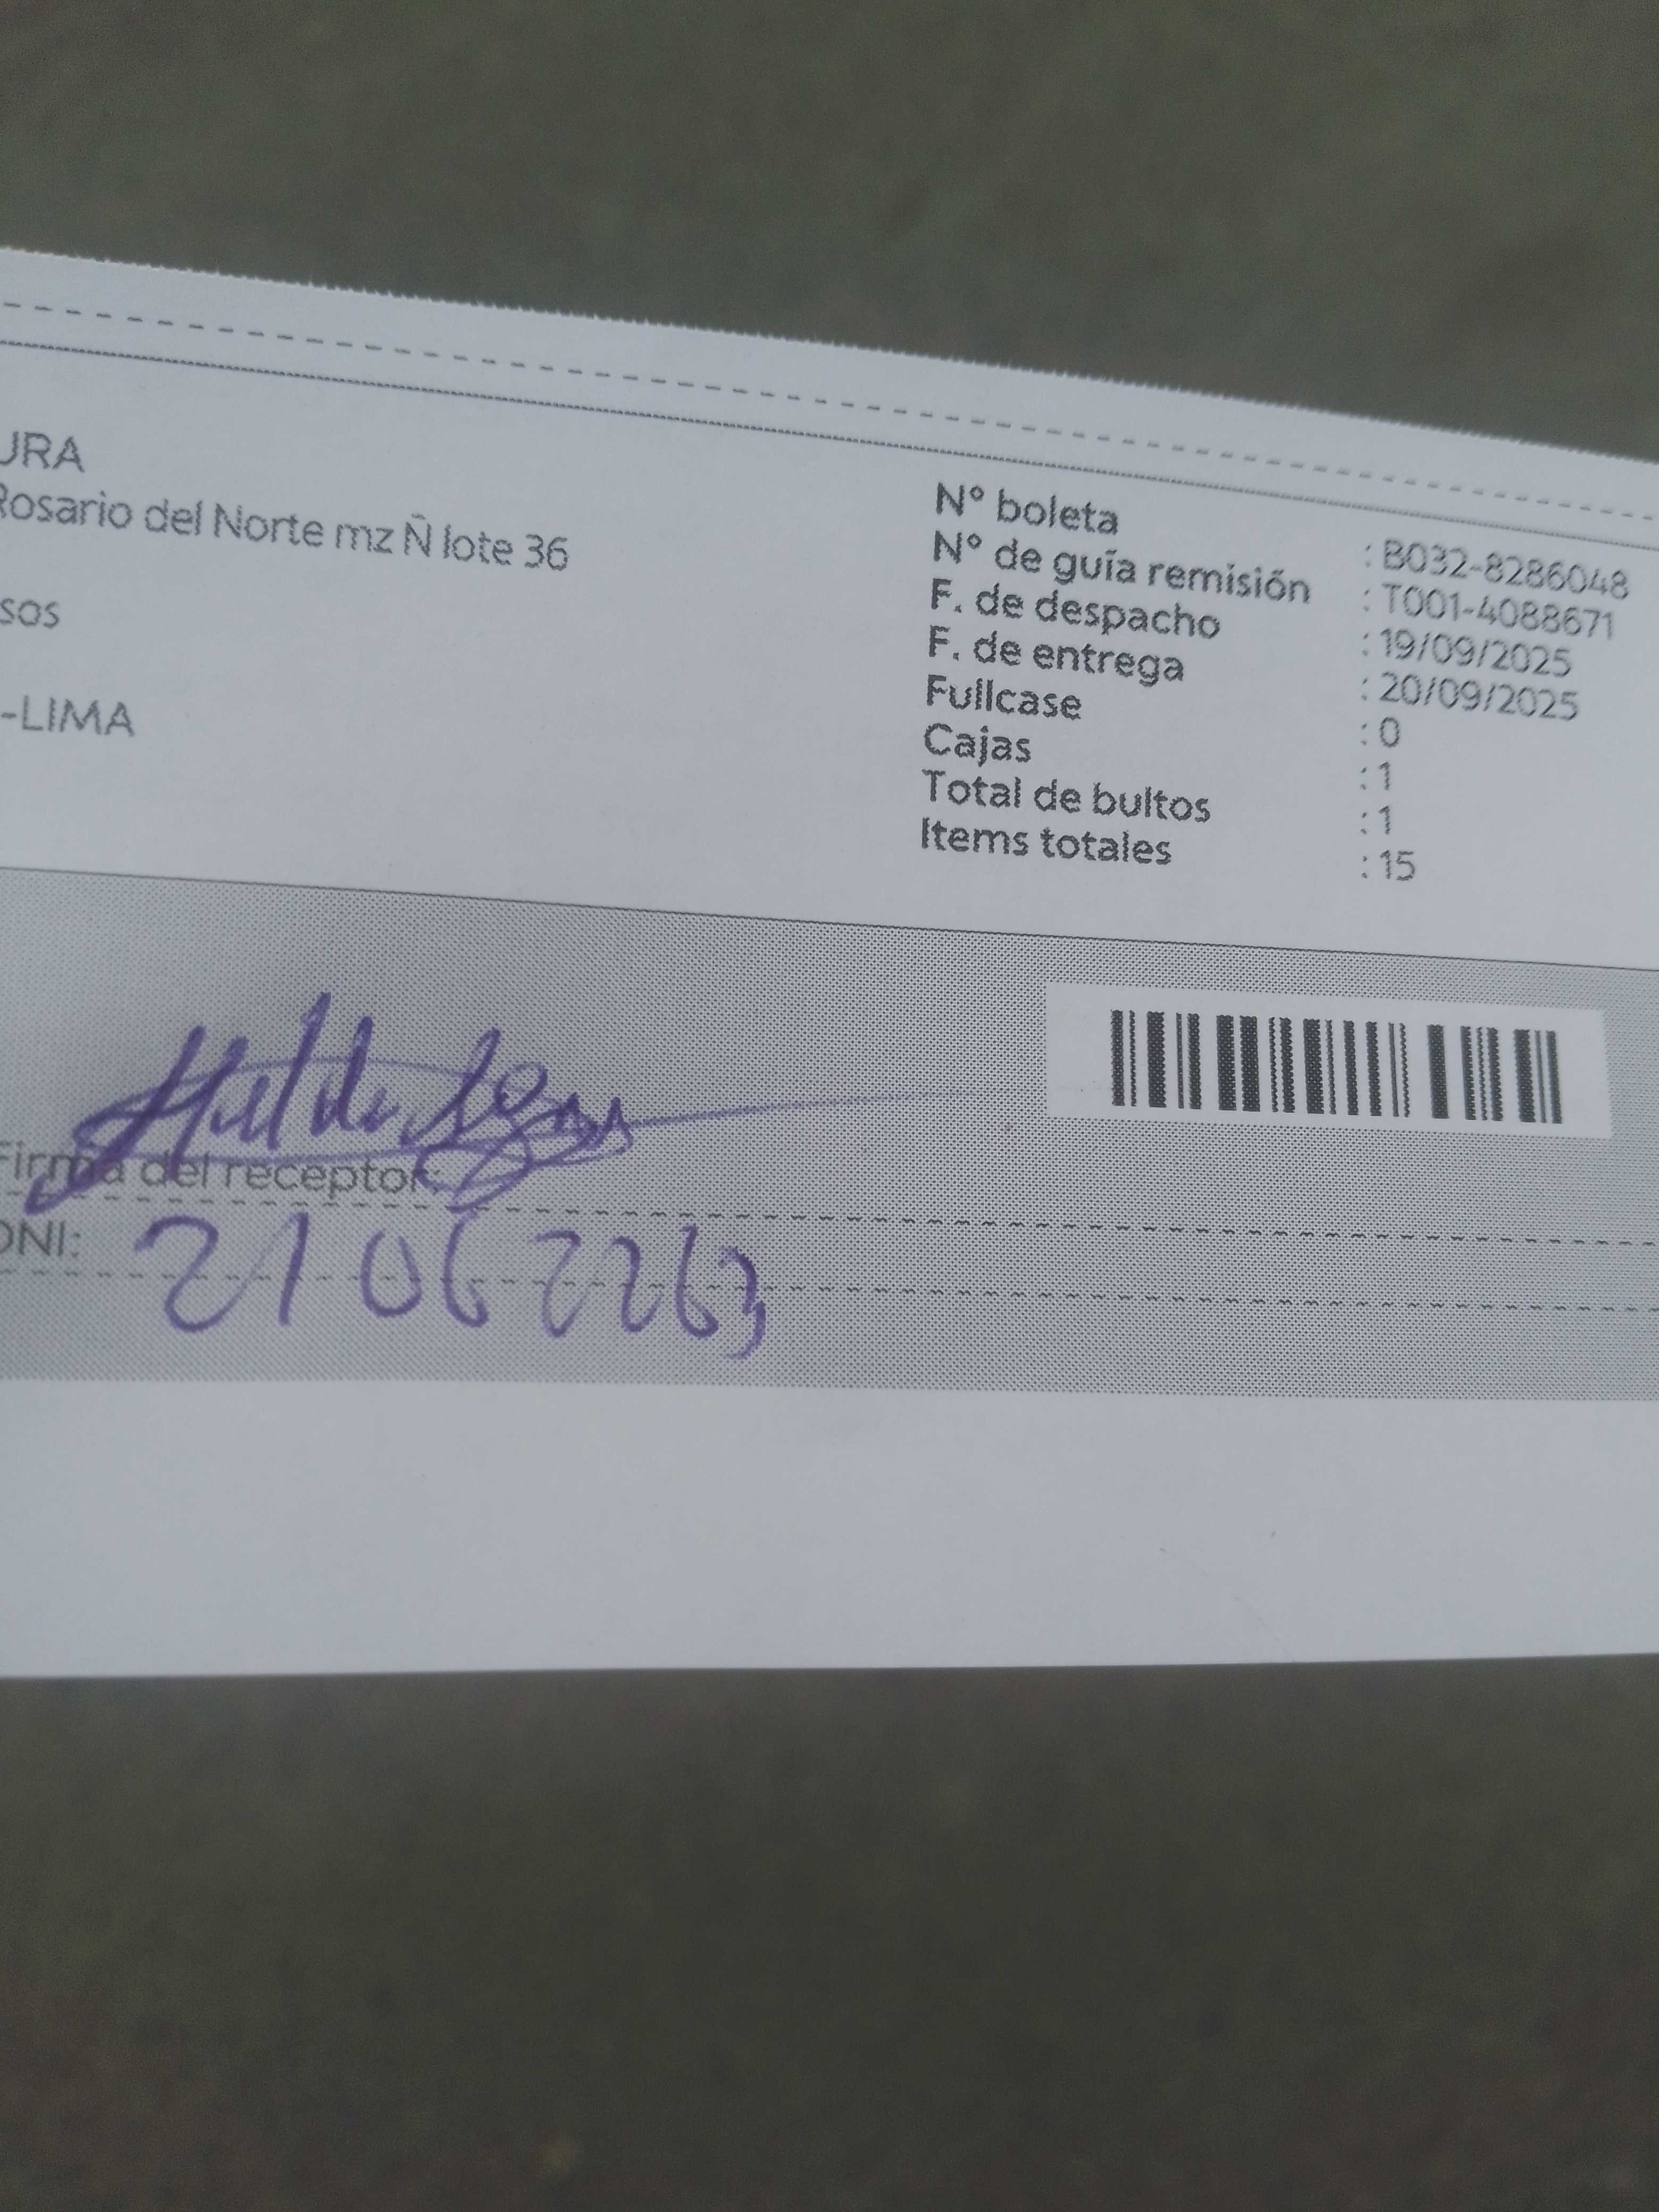 URA
Rosario del Norte mz Ñ lote 36
sos
-LIMA
N° boleta : B032-8286048
N° de guía remisión : T001-4088671
F. de despacho : 19/09/2025
F. de entrega : 20/09/2025
Fullcase : 0
Cajas : 1
Total de bultos : 1
Items totales : 15
Firma del receptor:
DNI: 21062263